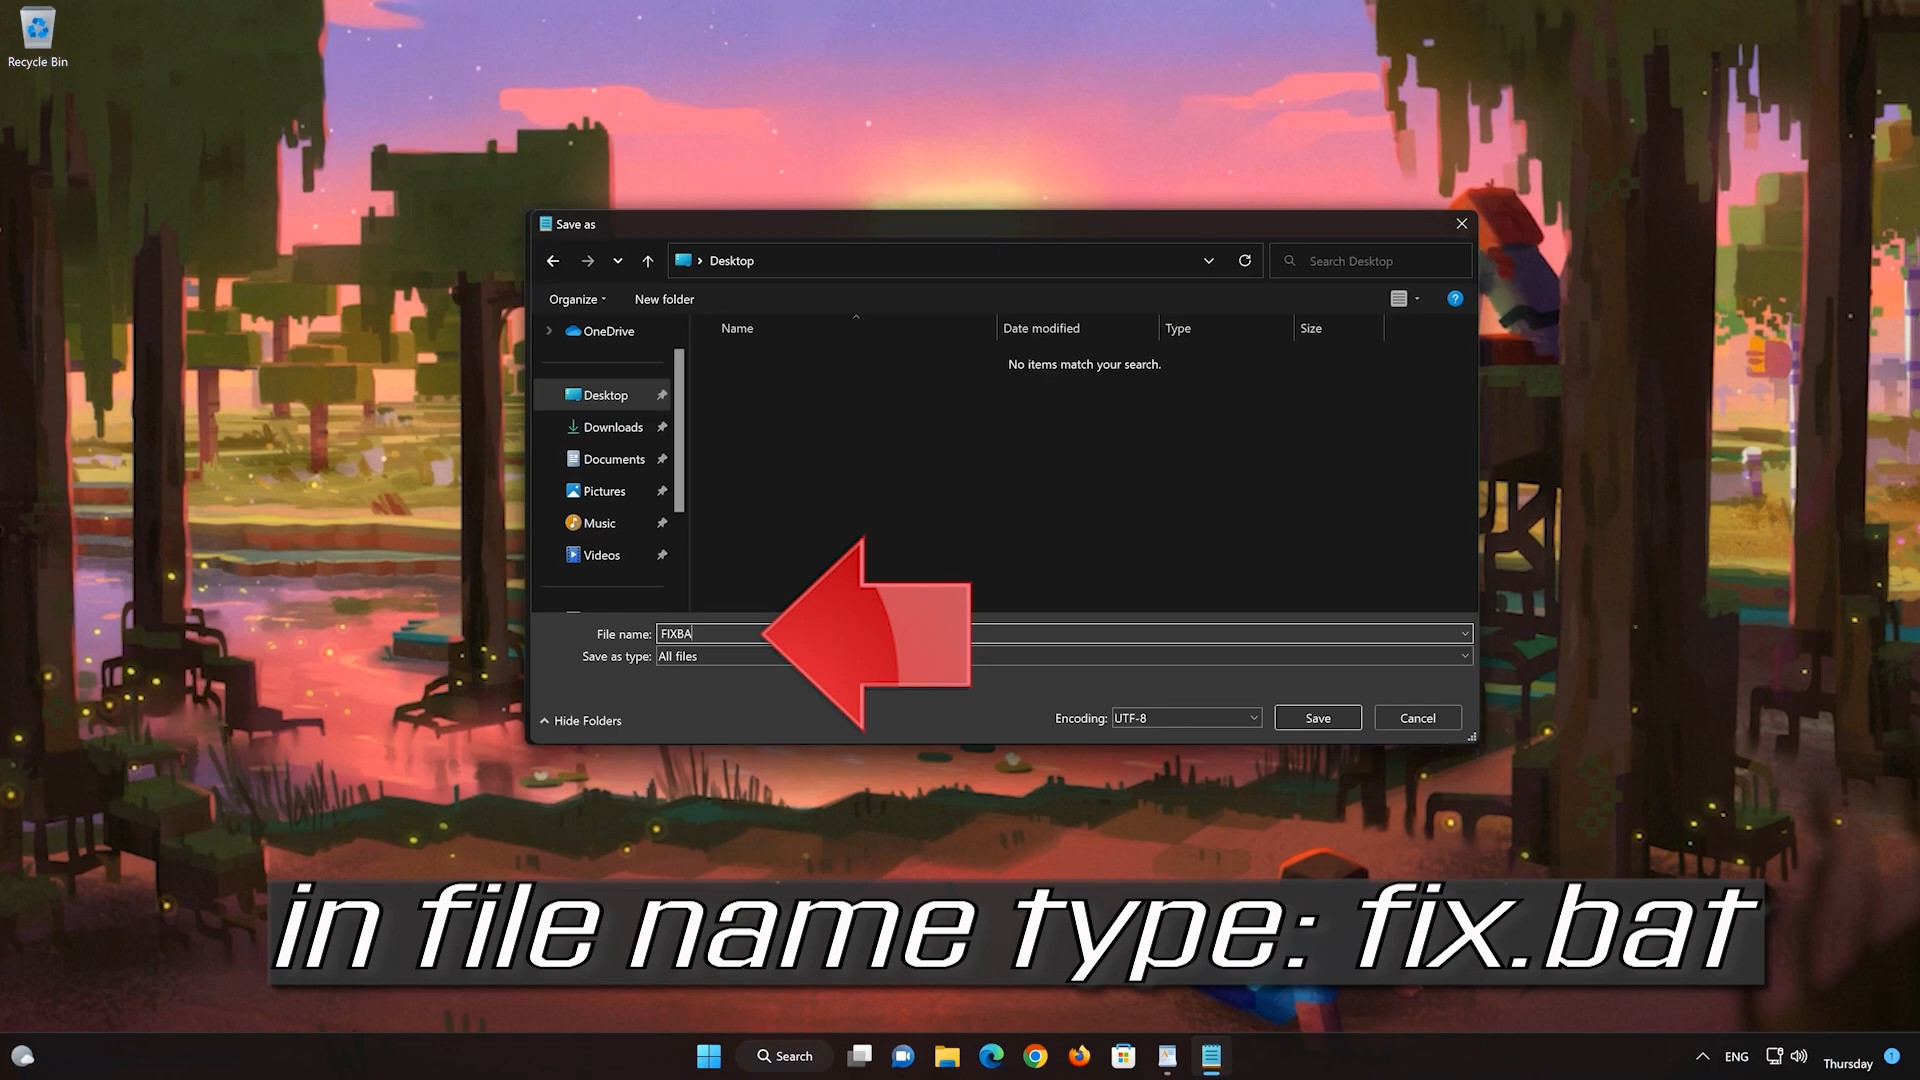 Recycle Bin
Save as
Desktop
Search Desktop
Organize
New folder
?
OneDrive
Name
Date modified
Type
Size
No items match your search.
Desktop
Downloads
Documents
Pictures
Music
Videos
File name: FIXBA
Save as type: All files
Hide Folders
Encoding: UTF-8
Save
Cancel
in file name type: fix.bat
Search
ENG
Thursday
1